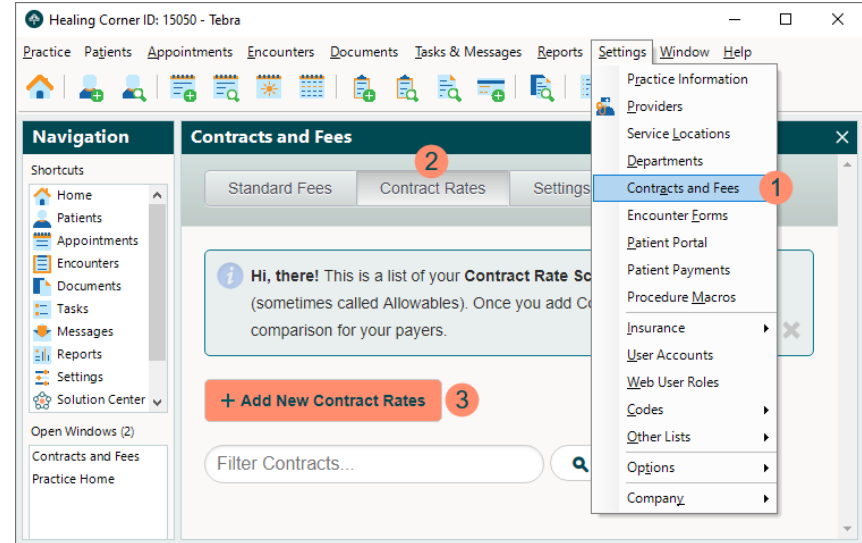 Healing Corner ID: 15050 - Tebra
Practice Patients Appointments Encounters Documents Tasks & Messages Reports Settings Window Help
Navigation
Shortcuts
Home
Patients
Appointments
Encounters
Documents
Tasks
Messages
Reports
Settings
Solution Center
Open Windows (2)
Contracts and Fees
Practice Home
Contracts and Fees
2
Standard Fees Contract Rates Settings
Hi, there! This is a list of your Contract Rate
(sometimes called Allowables). Once you add
comparison for your payers.
+ Add New Contract Rates 3
Filter Contracts...
Practice Information
Providers
Service Locations
Departments
Contracts and Fees 1
Encounter Forms
Patient Portal
Patient Payments
Procedure Macros
Insurance
User Accounts
Web User Roles
Codes
Other Lists
Options
Company